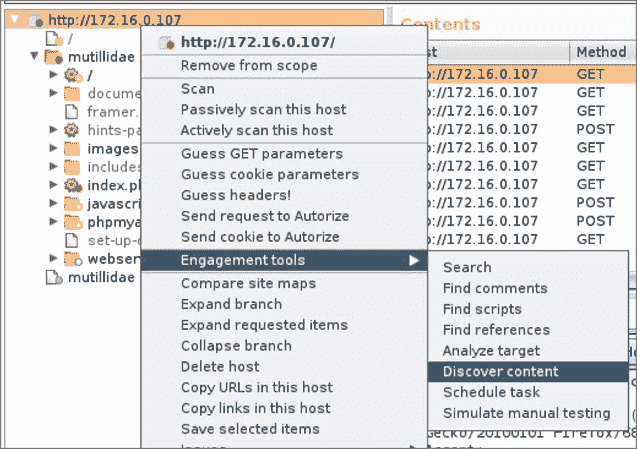 http://172.16.0.107
/
mutillidae
/
docume
framer.
hints-pa
images
includes
index.ph
javascri
phpmya
set-up-d
webserv
mutillidae
http://172.16.0.107/
Remove from scope
Scan
Passively scan this host
Actively scan this host
Guess GET parameters
Guess cookie parameters
Guess headers!
Send request to Autorize
Send cookie to Autorize
Engagement tools
Compare site maps
Expand branch
Expand requested items
Collapse branch
Delete host
Copy URLs in this host
Copy links in this host
Save selected items
Search
Find comments
Find scripts
Find references
Analyze target
Discover content
Schedule task
Simulate manual testing
Contents
st Method
p://172.16.0.107 GET
p://172.16.0.107 GET
p://172.16.0.107 GET
p://172.16.0.107 POST
p://172.16.0.107 GET
p://172.16.0.107 GET
p://172.16.0.107 GET
p://172.16.0.107 POST
p://172.16.0.107 POST
p://172.16.0.107 GET
Gecko/20100101 Firefox/68